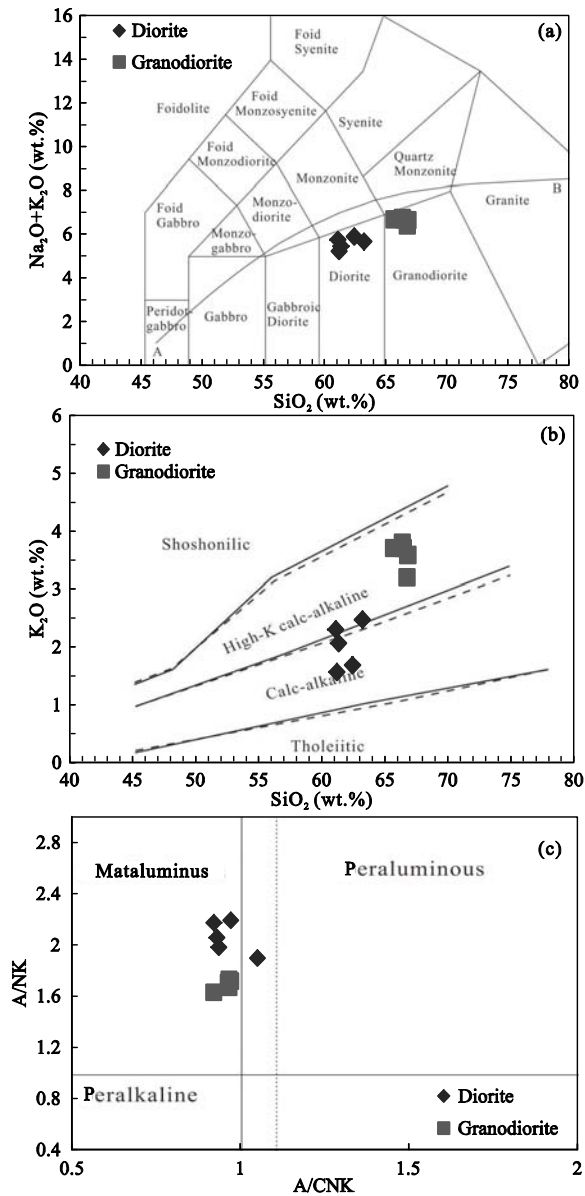 (a)
Diorite
Granodiorite
Foid
Syenite
Foid
Monzosyenite
Foidolite
Syenite
Foid
Monzodiorite
Quartz
Monzonite
Monzonite
Foid
Gabbro
Monzo-
diorite
Granite
B
Monzo-
gabbro
Diorite
Granodiorite
Peridot-
gabbro
Gabbro
Gabbroic
Diorite
A
16
14
12
10
8
6
4
2
0
Na₂O+K₂O (wt.%)
40 45 50 55 60 65 70 75 80
SiO₂ (wt.%)
(b)
Diorite
Granodiorite
Shoshonilic
High-K calc-alkaline
Calc-alkaline
Tholeiitic
6
5
4
3
2
1
0
K₂O (wt.%)
40 45 50 55 60 65 70 75 80
SiO₂ (wt.%)
(c)
Mataluminus
Peraluminous
Peralkaline
Diorite
Granodiorite
2.8
2.4
2
1.6
1.2
0.8
0.4
A/NK
0.5 1 1.5 2
A/CNK